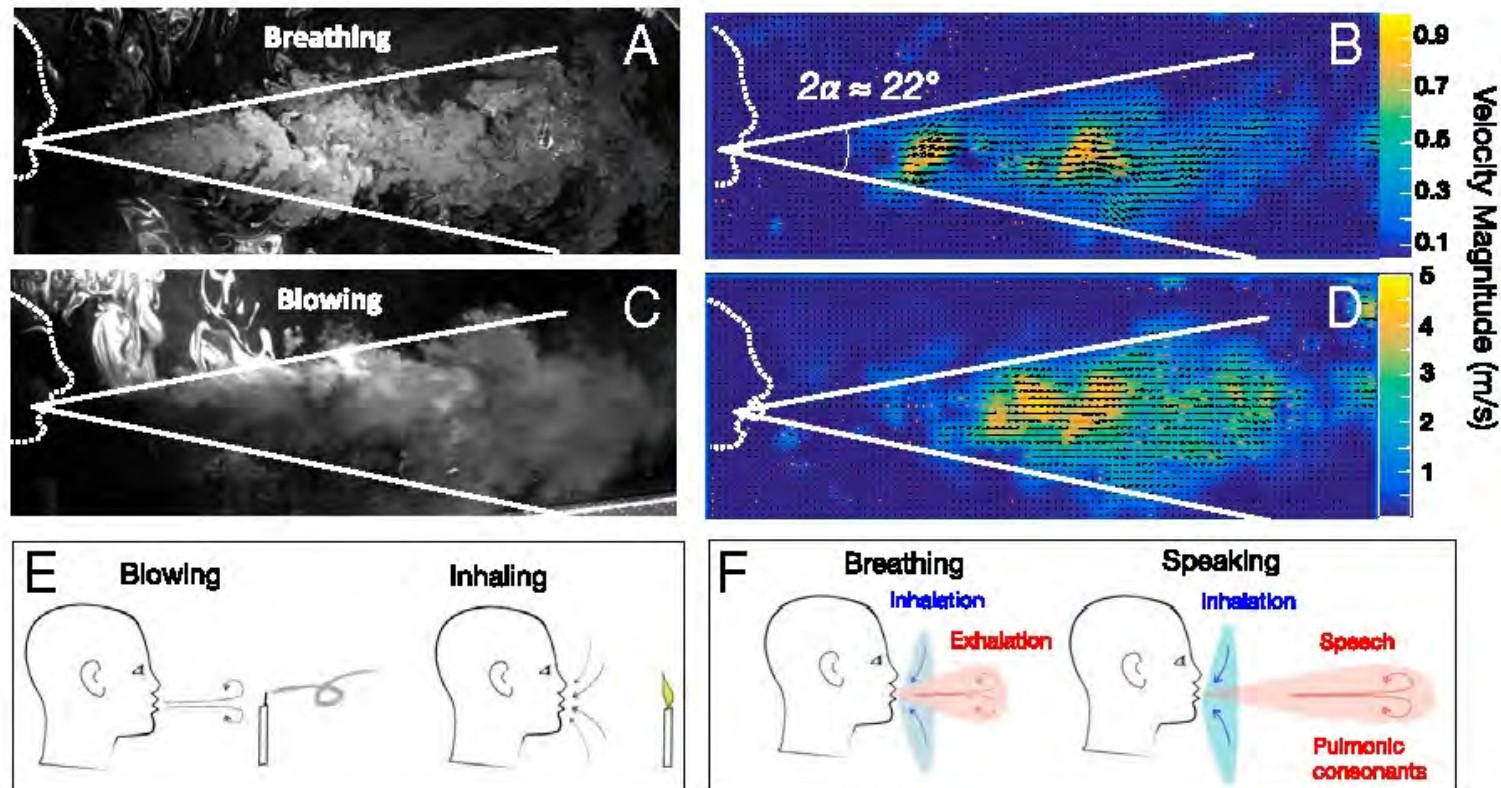 Breathing
A
B
2α ≈ 22°
0.9
0.7
0.5
0.3
0.1
Blowing
C
D
5
4
3
2
1
Velocity Magnitude (m/s)
E
Blowing
Inhaling
F
Breathing
Speaking
Inhalation
Inhalation
Exhalation
Speech
Pulmonic
consonants